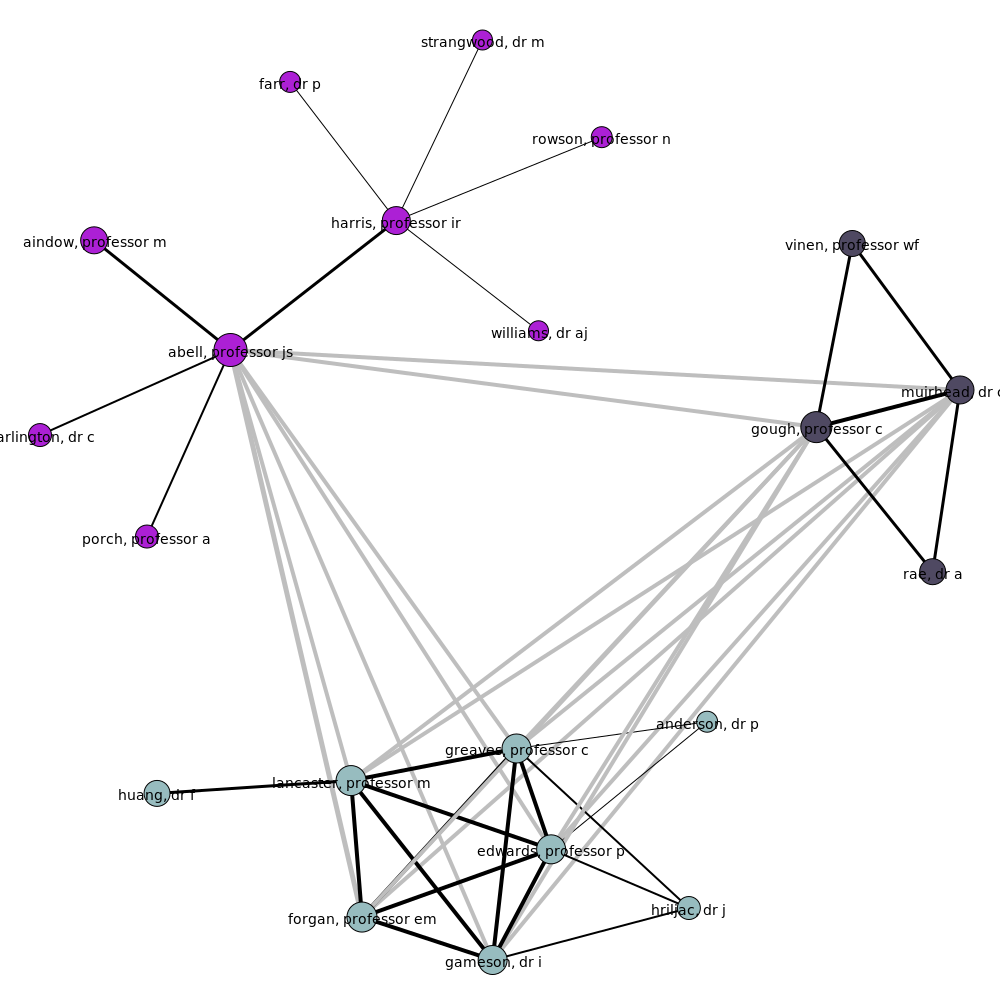 strangwood, dr m
farr, dr p
rowson, professor n
harris, professor ir
aindow, professor m
vinen, professor wf
williams, dr aj
abell, professor js
muirhead, dr c
gough, professor c
arlington, dr c
porch, professor a
rae, dr a
anderson, dr p
greaves, professor c
lancaster, professor m
huang, dr f
edwards, professor p
hriljac, dr j
forgan, professor em
gameson, dr i